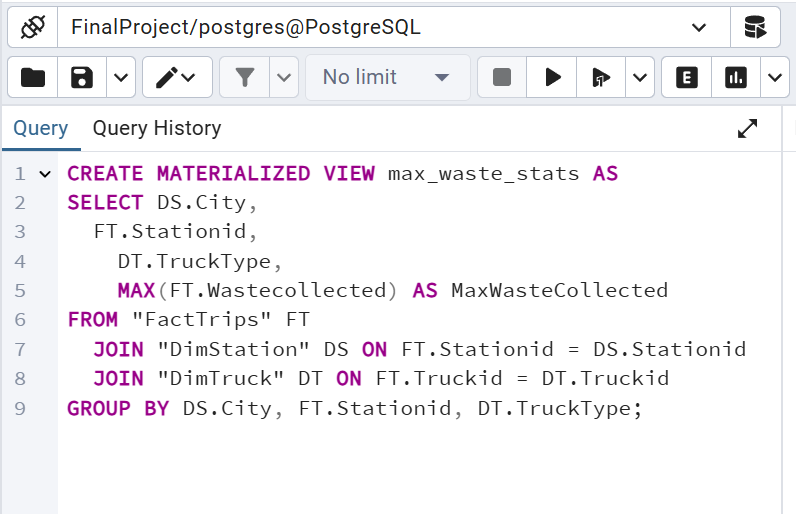 FinalProject/postgres@PostgreSQL
No limit
E
Query Query History
1 CREATE MATERIALIZED VIEW max_waste_stats AS
2 SELECT DS.City,
3 FT.Stationid,
4 DT.TruckType,
5 MAX(FT.Wastecollected) AS MaxWasteCollected
6 FROM "FactTrips" FT
7 JOIN "DimStation" DS ON FT.Stationid = DS.Stationid
8 JOIN "DimTruck" DT ON FT.Truckid = DT.Truckid
9 GROUP BY DS.City, FT.Stationid, DT.TruckType;